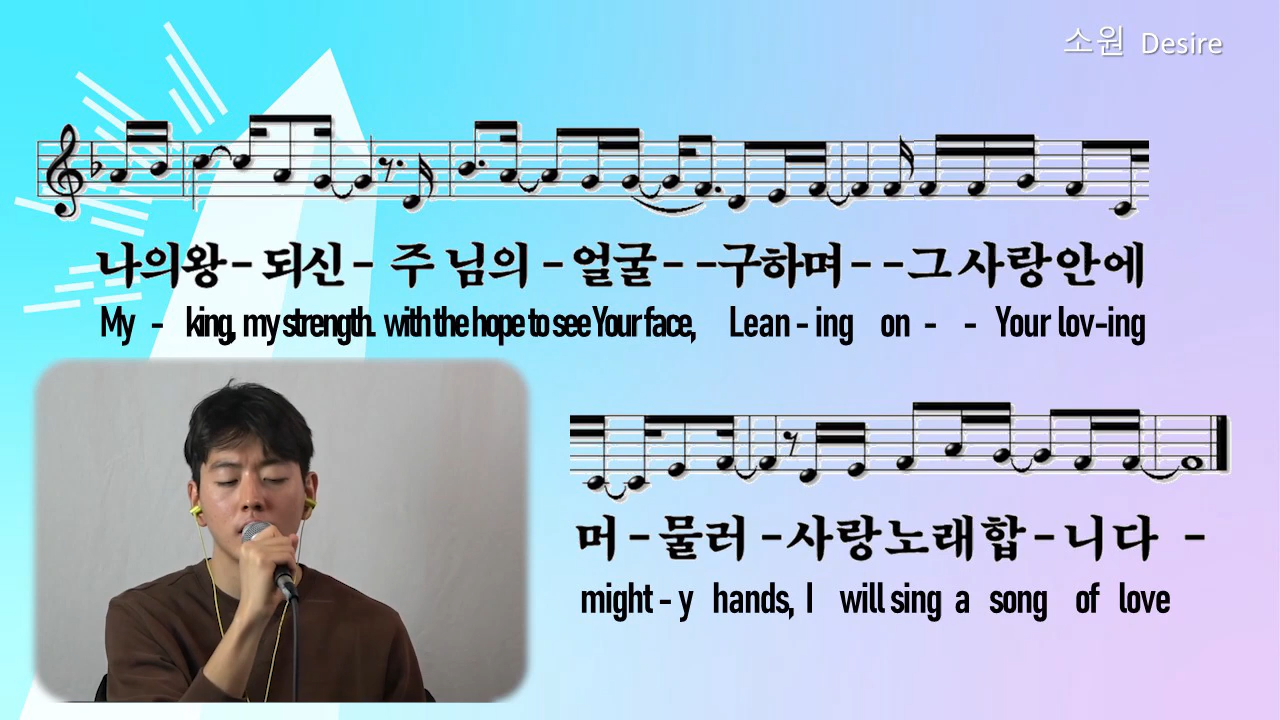 소원 Desire
나의왕- 되신- 주님의 -얼굴- -구하며- -그사랑안에
My - king, my strength. with the hope to see Your face, Lean - ing on - - Your lov-ing
머-물러 -사랑노래합-니다 -
might - y hands, I will sing a song of love